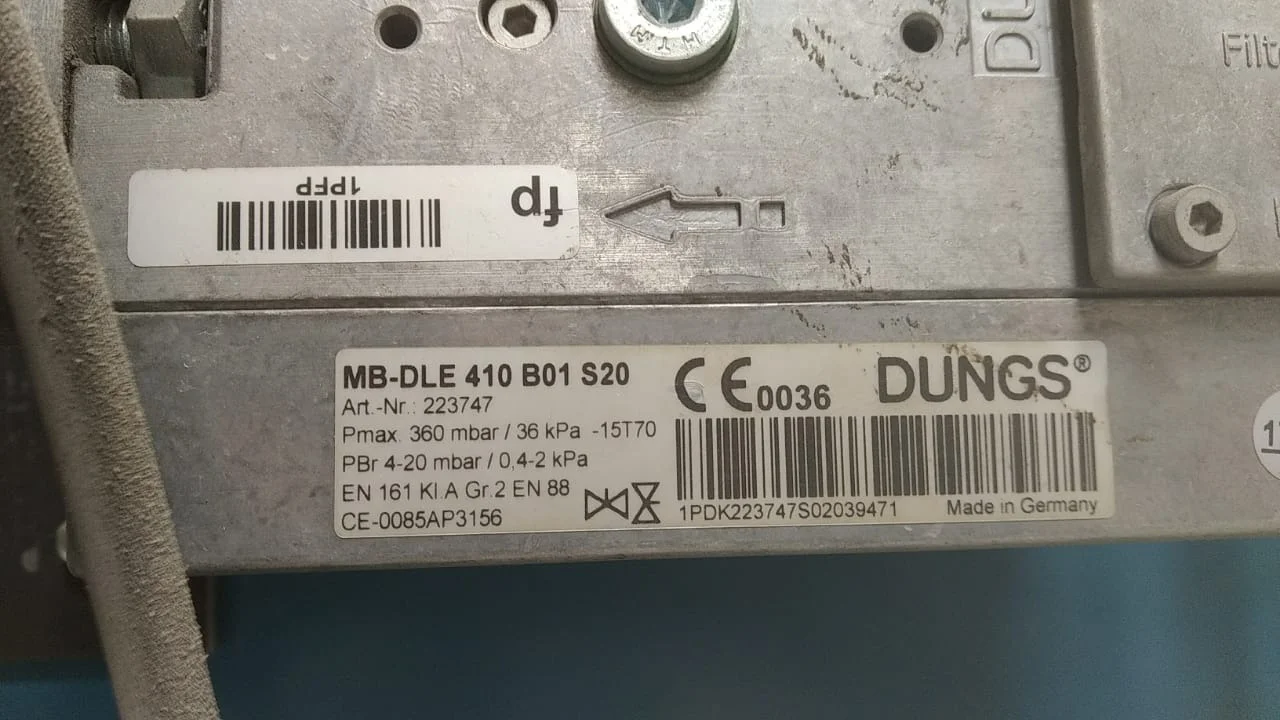 DU
Filt
1PFP
fp
MB-DLE 410 B01 S20
Art.-Nr.: 223747
Pmax. 360 mbar / 36 kPa -15T70
PBr 4-20 mbar / 0,4-2 kPa
EN 161 Kl.A Gr.2 EN 88
CE-0085AP3156
CE 0036
DUNGS®
1PDK223747S02039471
Made in Germany